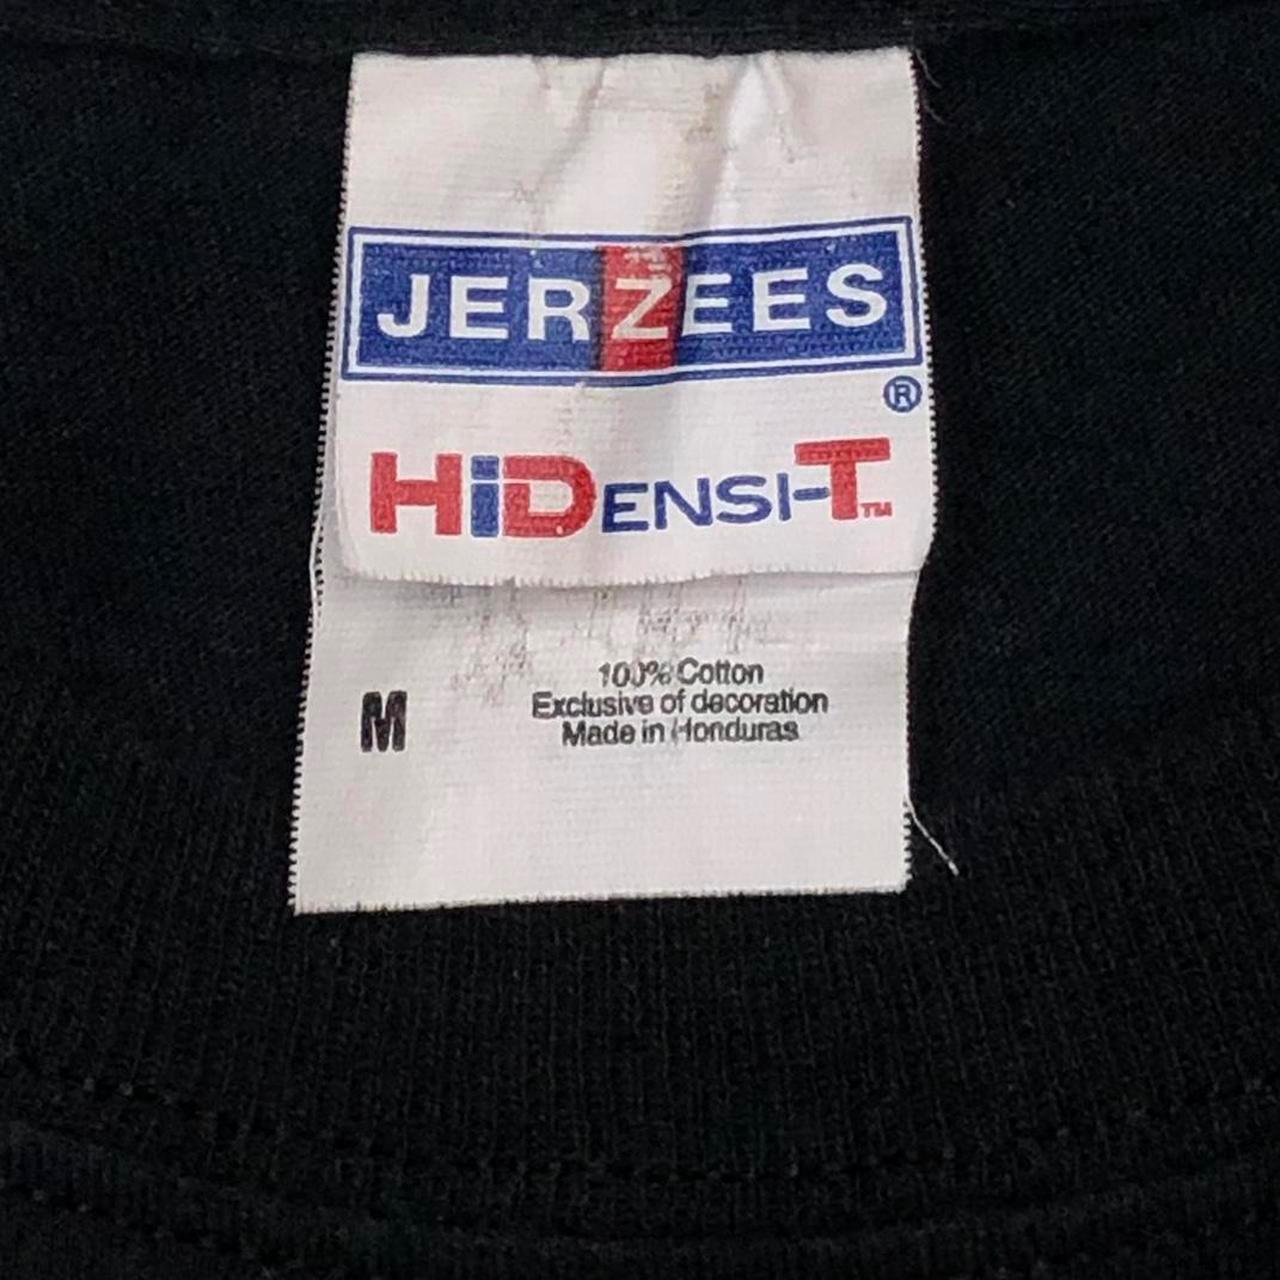 JERZEES
®
HiDENSI-T™
100% Cotton
Exclusive of decoration
M
Made in Honduras